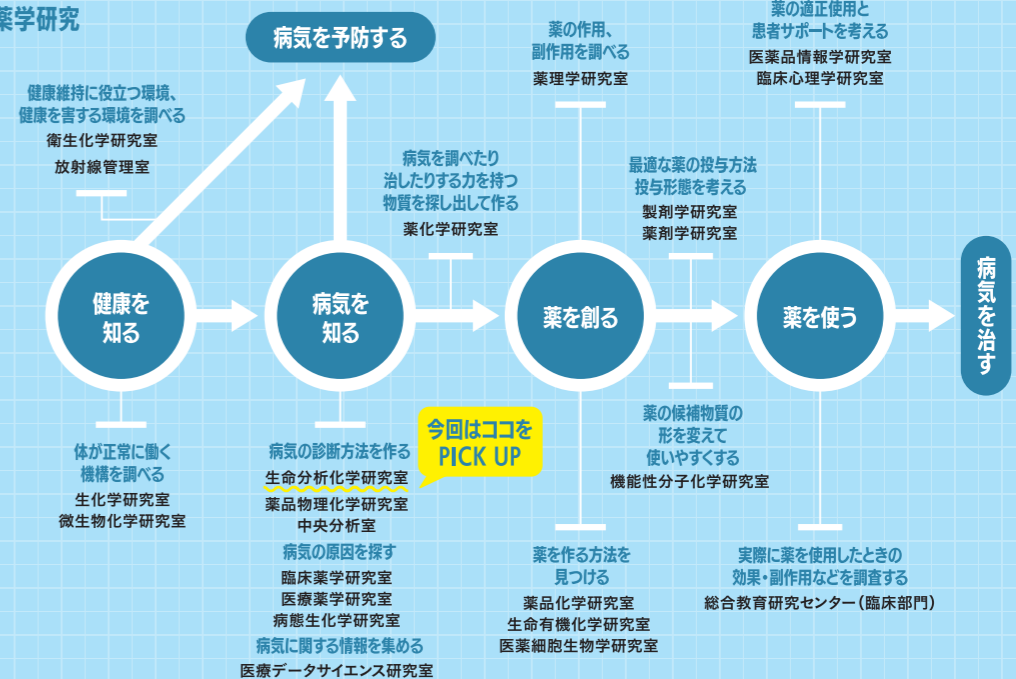 薬学研究
病気を予防する
健康維持に役立つ環境、
健康を害する環境を調べる
衛生化学研究室
放射線管理室
病気を調べたり
治したりする力を持つ
物質を探し出して作る
薬化学研究室
薬の作用、
副作用を調べる
薬理学研究室
最適な薬の投与方法
投与形態を考える
製剤学研究室
薬剤学研究室
薬の適正使用と
患者サポートを考える
医薬品情報学研究室
臨床心理学研究室
健康を
知る
病気を
知る
薬を創る
薬を使う
病気を治す
体が正常に働く
機構を調べる
生化学研究室
微生物化学研究室
病気の診断方法を作る
生命分析化学研究室
薬品物理化学研究室
中央分析室
病気の原因を探す
臨床薬学研究室
医療薬学研究室
病態生化学研究室
病気に関する情報を集める
医療データサイエンス研究室
今回はココを
PICK UP
薬を作る方法を
見つける
薬品化学研究室
生命有機化学研究室
医薬細胞生物学研究室
薬の候補物質の
形を変えて
使いやすくする
機能性分子化学研究室
実際に薬を使用したときの
効果・副作用などを調査する
総合教育研究センター（臨床部門）